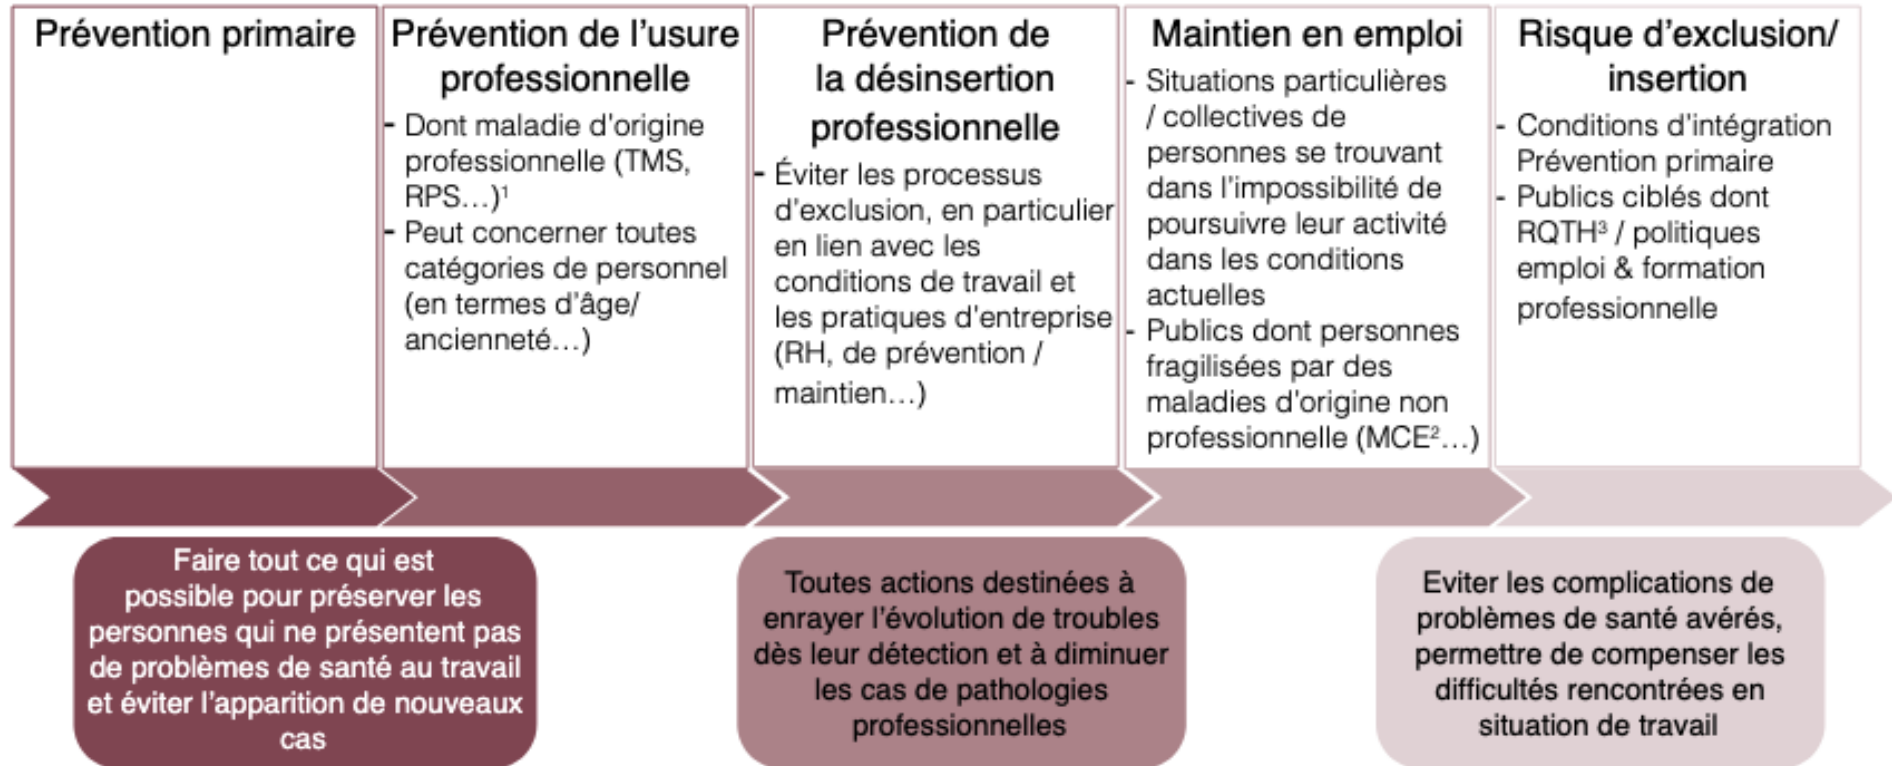 Prévention primaire
Prévention de l’usure
professionnelle
- Dont maladie d’origine
professionnelle (TMS,
RPS…)¹
- Peut concerner toutes
catégories de personnel
(en termes d’âge/
ancienneté…)
Prévention de
la désinsertion
professionnelle
- Éviter les processus
d’exclusion, en particulier
en lien avec les
conditions de travail et
les pratiques d’entreprise
(RH, de prévention /
maintien…)
Maintien en emploi
- Situations particulières
/ collectives de
personnes se trouvant
dans l’impossibilité de
poursuivre leur activité
dans les conditions
actuelles
- Publics dont personnes
fragilisées par des
maladies d’origine non
professionnelle (MCE²…)
Risque d’exclusion/
insertion
- Conditions d’intégration
Prévention primaire
- Publics ciblés dont
RQTH³ / politiques
emploi & formation
professionnelle
Faire tout ce qui est
possible pour préserver les
personnes qui ne présentent pas
de problèmes de santé au travail
et éviter l’apparition de nouveaux
cas
Toutes actions destinées à
enrayer l’évolution de troubles
dès leur détection et à diminuer
les cas de pathologies
professionnelles
Eviter les complications de
problèmes de santé avérés,
permettre de compenser les
difficultés rencontrées en
situation de travail